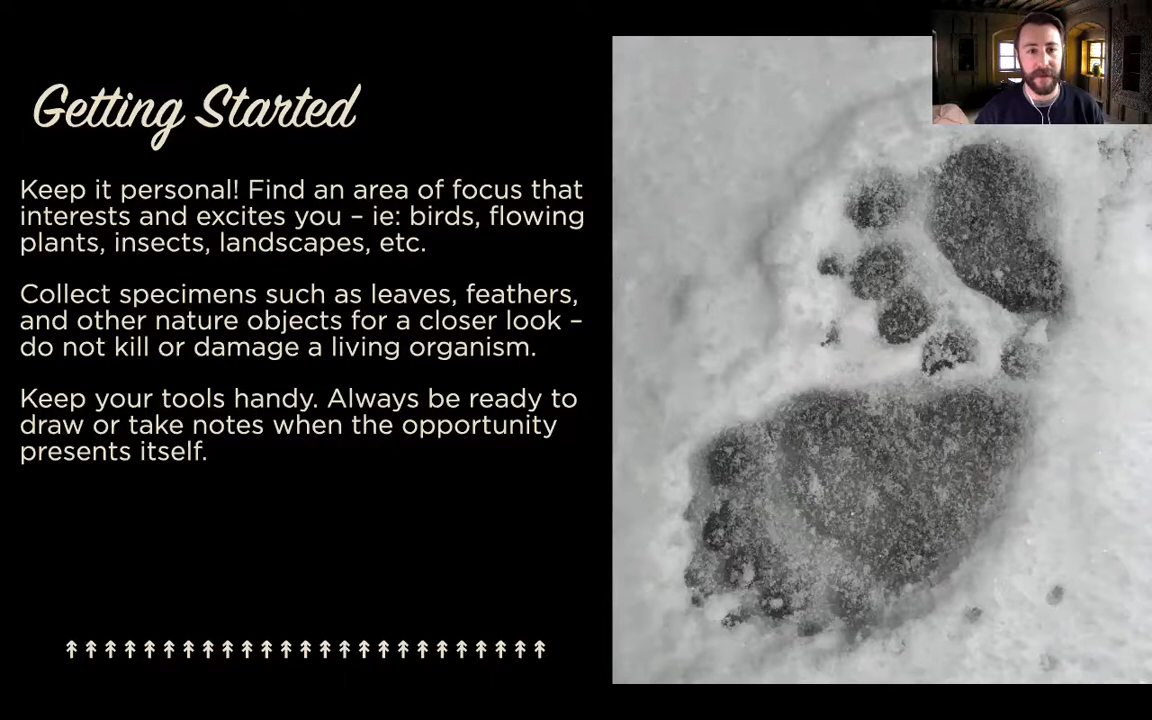 Getting Started
Keep it personal! Find an area of focus that
interests and excites you – ie: birds, flowing
plants, insects, landscapes, etc.
Collect specimens such as leaves, feathers,
and other nature objects for a closer look –
do not kill or damage a living organism.
Keep your tools handy. Always be ready to
draw or take notes when the opportunity
presents itself.